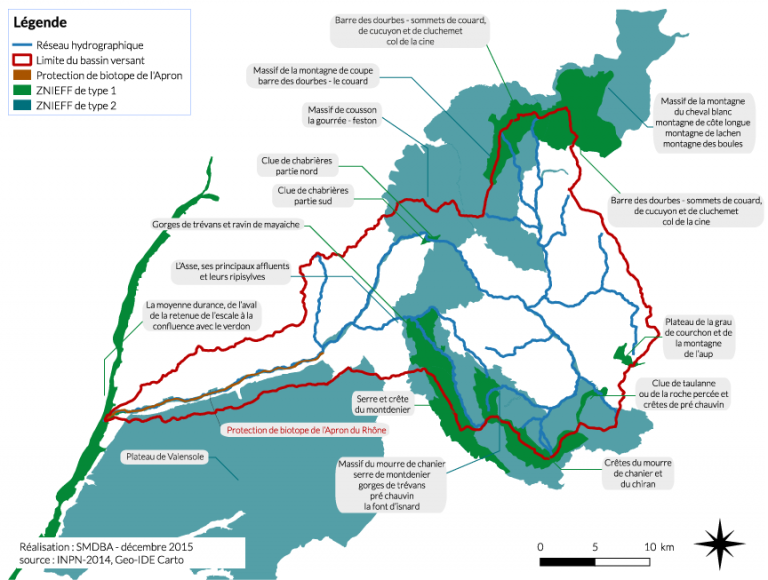 Légende
Réseau hydrographique
Limite du bassin versant
Protection de biotope de l'Apron
ZNIEFF de type 1
ZNIEFF de type 2
Barre des dourbes - sommets de couard,
de cucuyon et de cluchemet
col de la cine
Massif de la montagne de coupe
barre des dourbes - le couard
Massif de cousson
la gourrée - feston
Clue de chabrières
partie nord
Clue de chabrières
partie sud
Gorges de trévans et ravin de mayaiche
L'Asse, ses principaux affluents
et leurs ripisylves
La moyenne durance, de l'aval
de la retenue de l'escale à la
confluence avec le verdon
Massif de la montagne
du cheval blanc
montagne de côte longue
montagne de lachen
montagne des boules
Barre des dourbes - sommets de couard,
de cucuyon et de cluchemet
col de la cine
Plateau de la grau
de courchon et de
la montagne
de l'aup
Clue de taulanne
ou de la roche percée et
crêtes de pré chauvin
Serre et crête
du montdenier
Protection de biotope de l'Apron du Rhône
Plateau de Valensole
Massif du mourre de chanier
serre de montdenier
gorges de trévans
pré chauvin
la font d'isnard
Crêtes du mourre
de chanier et
du chiran
Réalisation : SMDBA - décembre 2015
source : INPN-2014, Geo-IDE Carto
0 5 10 km